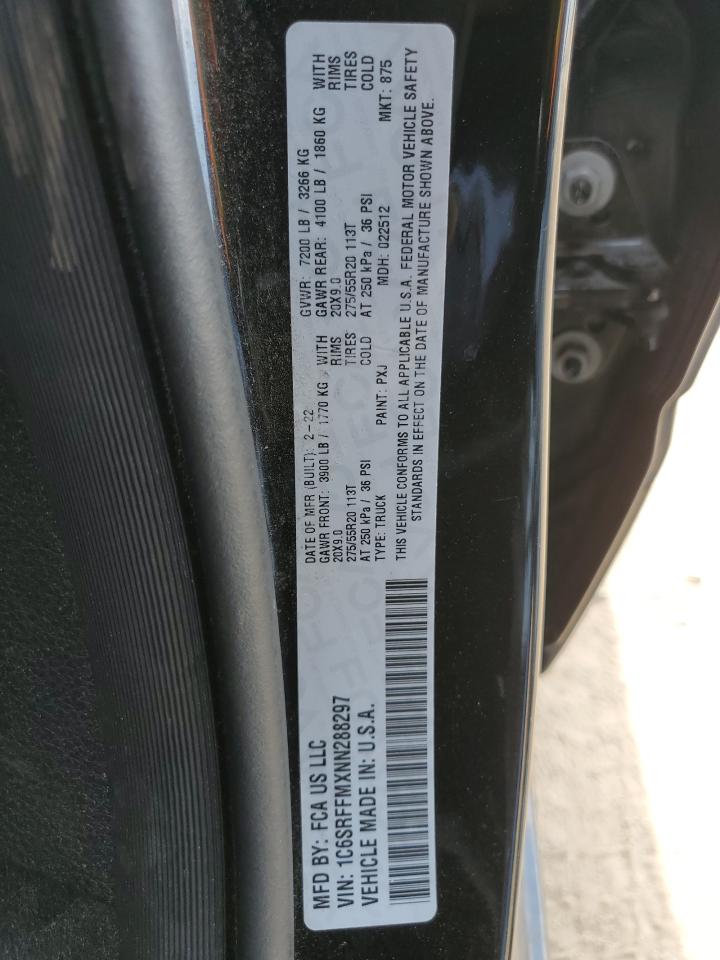 MFD BY: FCA US LLC
VIN: 1C6SRFFMXNN288297
VEHICLE MADE IN: U.S.A.
DATE OF MFR (BUILT): 2-22 GVWR: 7200 LB / 3266 KG
GAWR FRONT: 3900 LB / 1770 KG WITH GAWR REAR: 4100 LB / 1860 KG WITH
20X9.0 RIMS 20X9.0 RIMS
275/55R20 113T TIRES 275/55R20 113T TIRES
AT 250 kPa / 36 PSI COLD AT 250 kPa / 36 PSI COLD
TYPE: TRUCK PAINT: PXJ MDH: 022512 MKT: 875
THIS VEHICLE CONFORMS TO ALL APPLICABLE U.S.A. FEDERAL MOTOR VEHICLE SAFETY
STANDARDS IN EFFECT ON THE DATE OF MANUFACTURE SHOWN ABOVE.